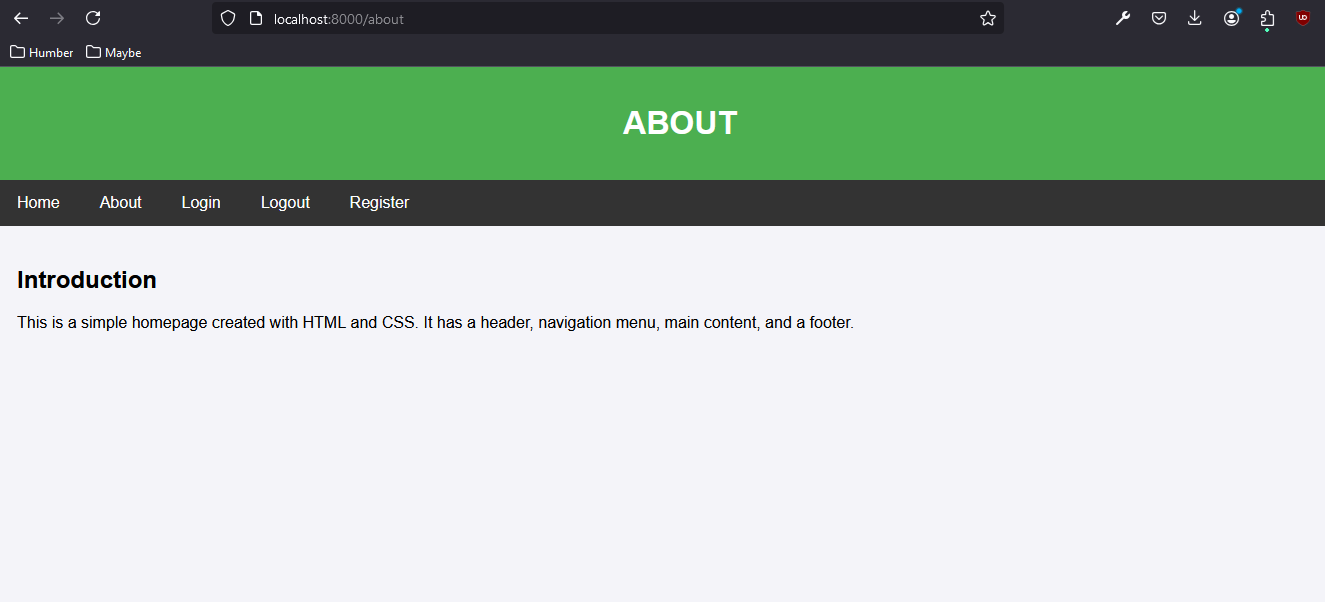 localhost:8000/about
Humber Maybe
ABOUT
Home About Login Logout Register
Introduction
This is a simple homepage created with HTML and CSS. It has a header, navigation menu, main content, and a footer.